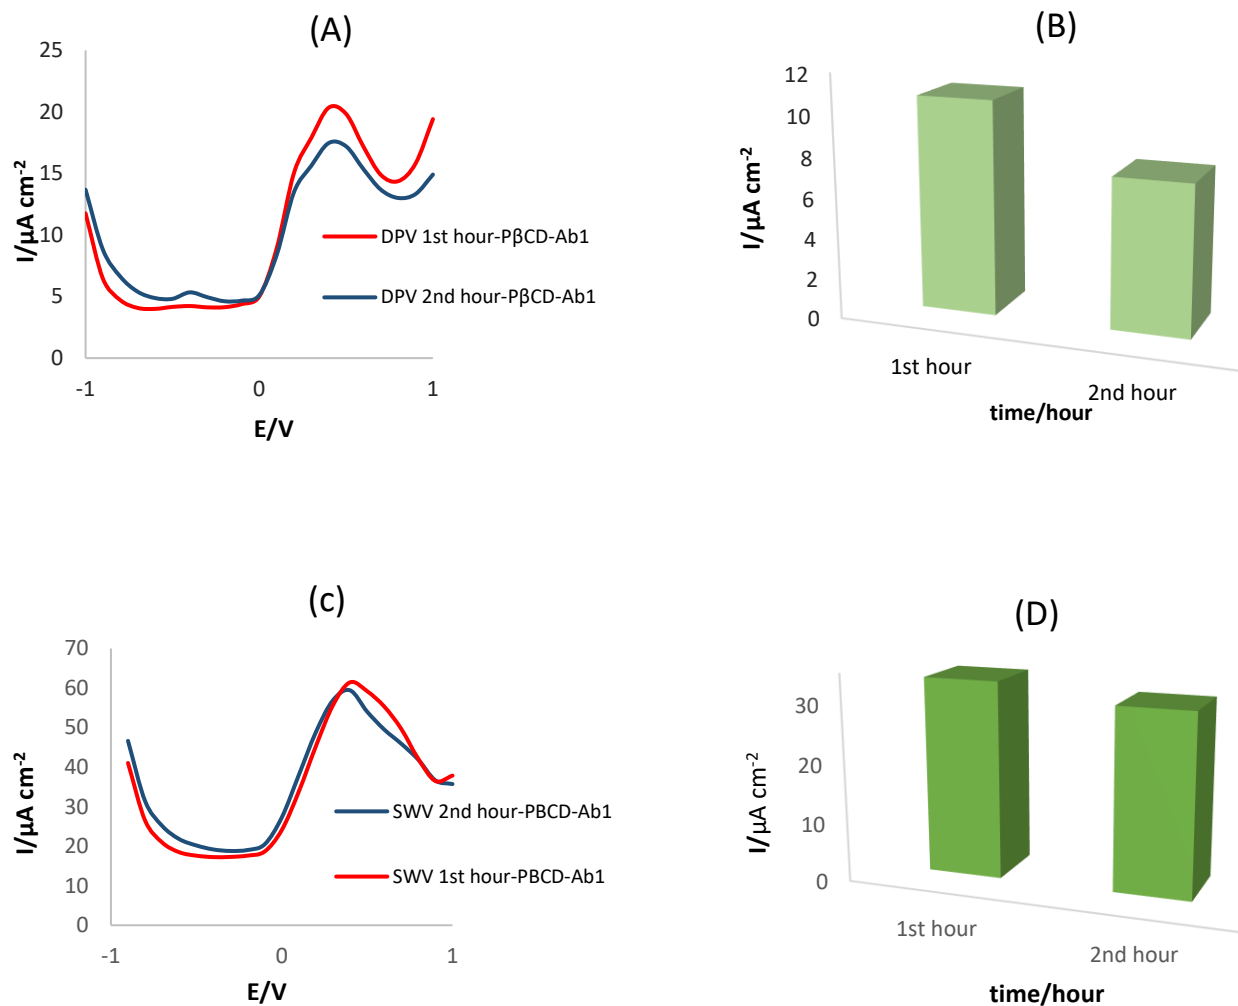 (A)
25
20
15
10
5
0
I/µA cm-2
-1
0
1
E/V
DPV 1st hour-PβCD-Ab1
DPV 2nd hour-PβCD-Ab1
(B)
12
10
8
6
4
2
0
I/µA cm-2
1st hour
2nd hour
time/hour
(c)
70
60
50
40
30
20
10
0
I/µA cm-2
-1
0
1
E/V
SWV 2nd hour-PBCD-Ab1
SWV 1st hour-PBCD-Ab1
(D)
30
20
10
0
I/µA cm-2
1st hour
2nd hour
time/hour